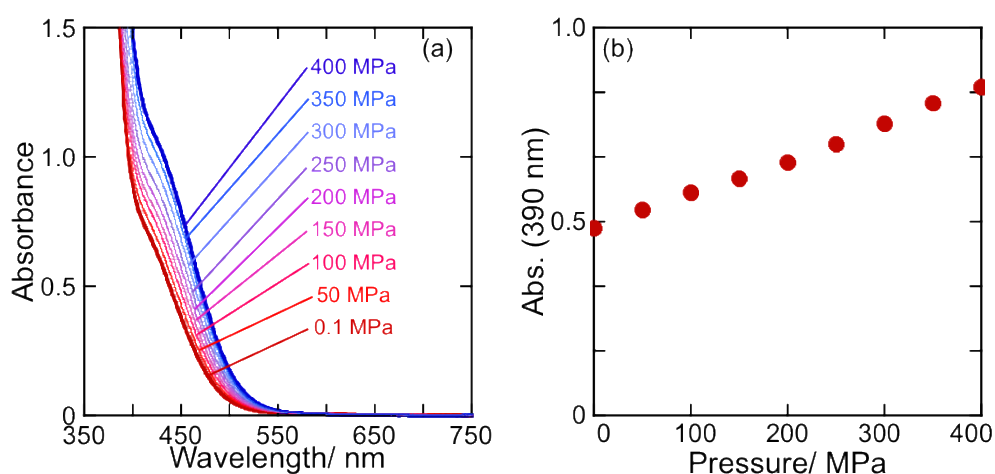 (a)
1.5
1.0
0.5
0
Absorbance
400 MPa
350 MPa
300 MPa
250 MPa
200 MPa
150 MPa
100 MPa
50 MPa
0.1 MPa
350 450 550 650 750
Wavelength/ nm
(b)
1.0
0.5
0
Abs. (390 nm)
0 100 200 300 400
Pressure/ MPa